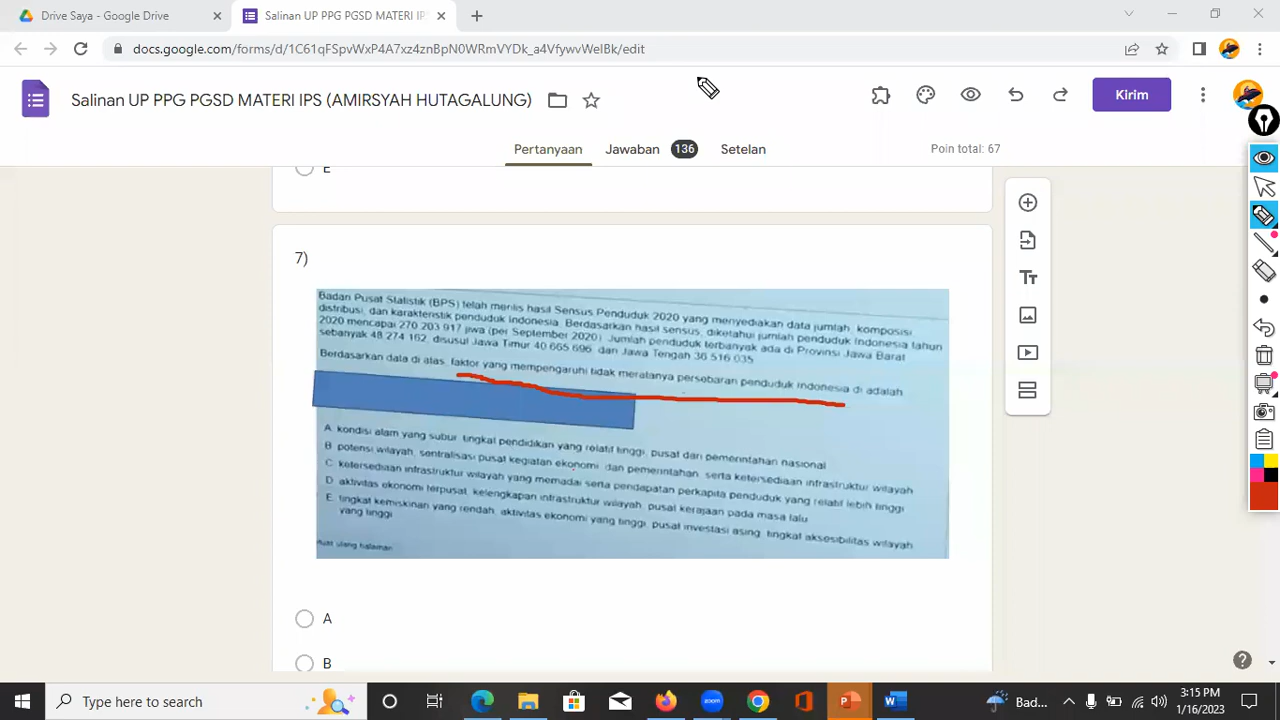 Drive Saya - Google Drive
Salinan UP PPG PGSD MATERI IPS
docs.google.com/forms/d/1C61qFSpvWxP4A7xz4znBpN0WRmVYDk_a4VfywvWelBk/edit
Salinan UP PPG PGSD MATERI IPS (AMIRSYAH HUTAGALUNG)
Kirim
Pertanyaan
Jawaban 136
Setelan
Poin total: 67
E
7)
Badan Pusat Statistik (BPS) telah merilis hasil Sensus Penduduk 2020 yang menyediakan data jumlah, komposisi,
distribusi, dan karakteristik penduduk Indonesia. Berdasarkan hasil sensus, diketahui jumlah penduduk Indonesia tahun
2020 mencapai 270 203 917 jiwa (per September 2020). Jumlah penduduk terbanyak ada di Provinsi Jawa Barat
sebanyak 48 274 162, disusul Jawa Timur 40 665 696, dan Jawa Tengah 36 516 035
Berdasarkan data di atas, faktor yang mempengaruhi tidak meratanya persebaran penduduk Indonesia di adalah
A kondisi alam yang subur, tingkat pendidikan yang relatif tinggi, pusat dari pemerintahan nasional
B potensi wilayah, sentralisasi pusat kegiatan ekonomi, dan pemerintahan, serta ketersediaan infrastruktur wilayah
C ketersediaan infrastruktur wilayah yang memadai serta pendapatan perkapita penduduk yang relatif lebih tinggi
D aktivitas ekonomi terpusat, kelengkapan infrastruktur wilayah, pusat kerajaan pada masa lalu
E tingkat kemiskinan yang rendah, aktivitas ekonomi yang tinggi, pusat investasi asing, tingkat aksesibilitas wilayah
yang tinggi
ulang halaman
A
B
Type here to search
Bad...
3:15 PM
1/16/2023